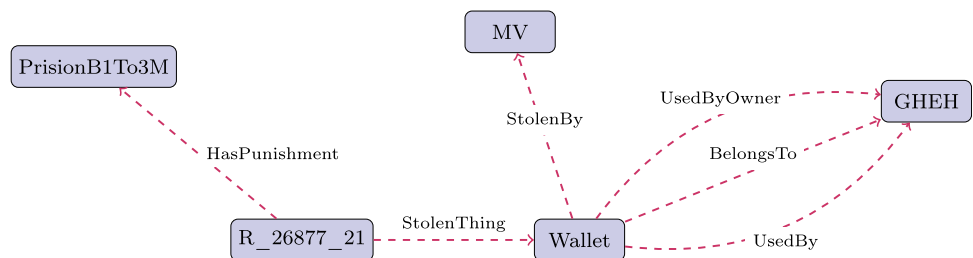 MV
PrisionB1To3M
UsedByOwner
GHEH
StolenBy
HasPunishment
BelongsTo
StolenThing
R_26877_21
Wallet
UsedBy